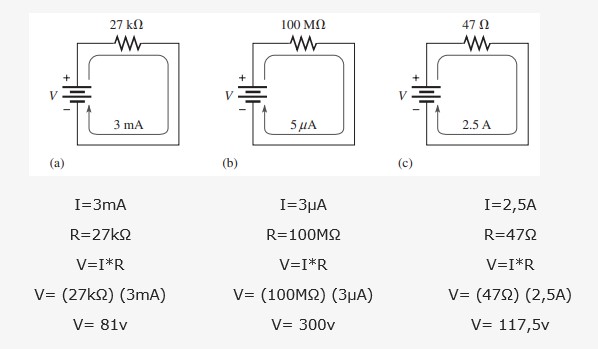 27 kΩ 100 MΩ 47 Ω
+ + +
V V V
− − −
3 mA 5 μA 2.5 A
(a) (b) (c)
I=3mA I=3μA I=2,5A
R=27kΩ R=100MΩ R=47Ω
V=I*R V=I*R V=I*R
V= (27kΩ) (3mA) V= (100MΩ) (3μA) V= (47Ω) (2,5A)
V= 81v V= 300v V= 117,5v